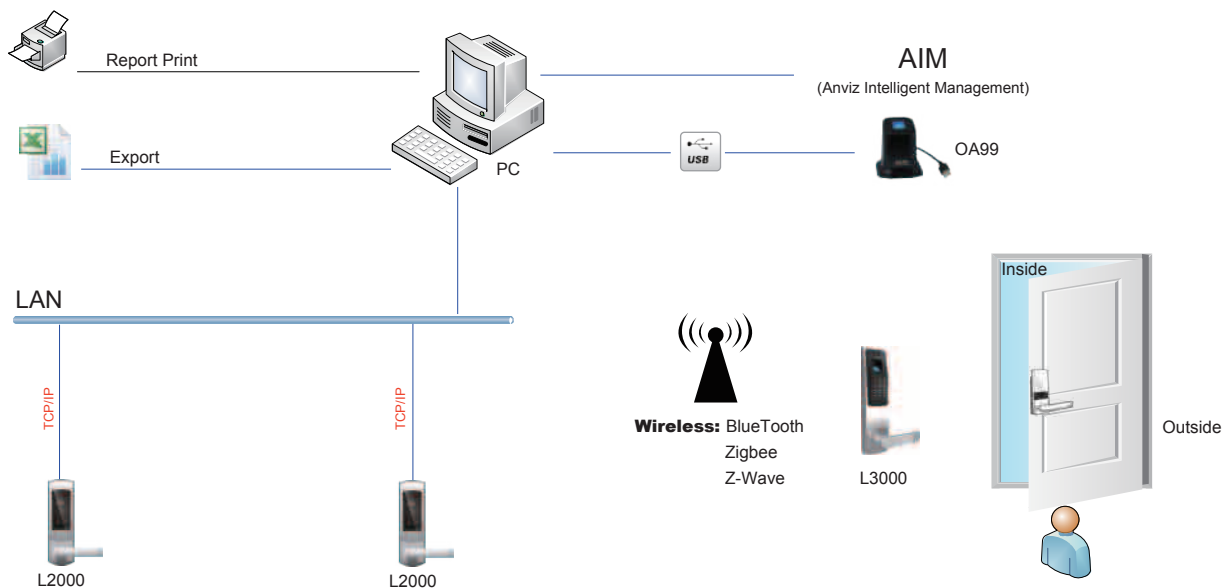 Report Print
AIM
(Anviz Intelligent Management)
Export
PC
USB
OA99
Inside
LAN
TCP/IP
TCP/IP
Wireless: BlueTooth
Zigbee
Z-Wave
L3000
Outside
L2000
L2000